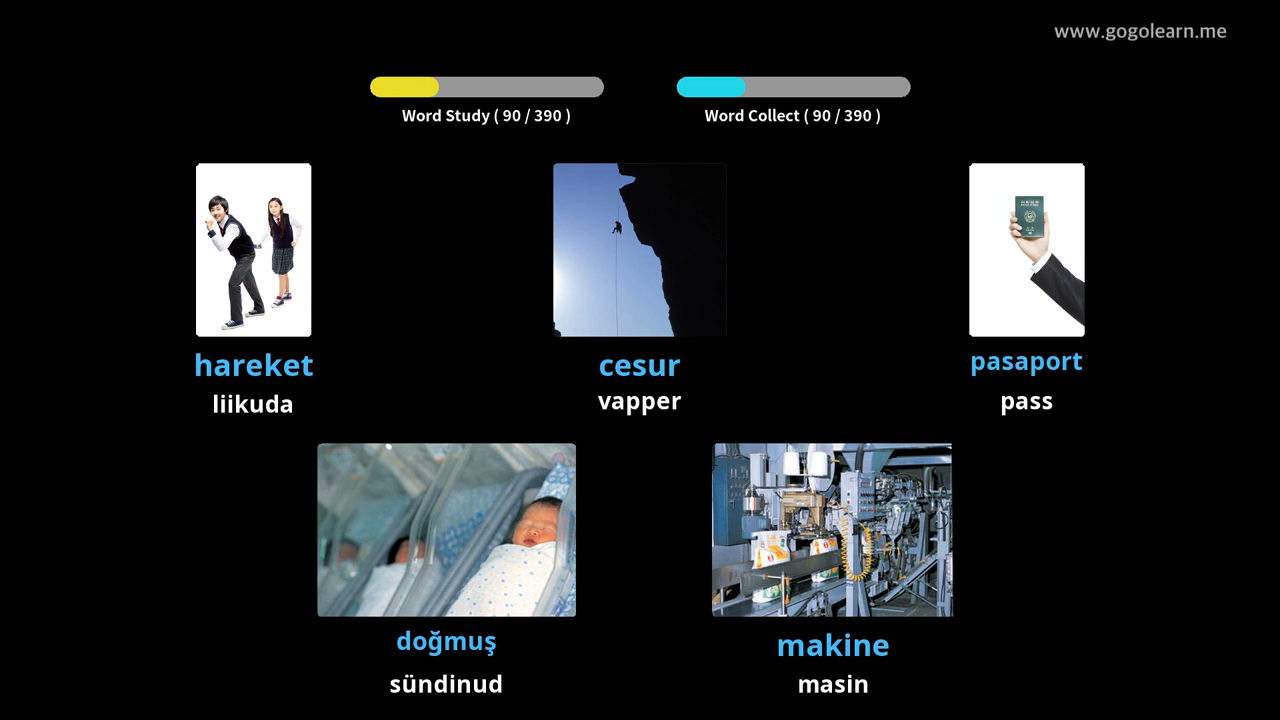 www.gogolearn.me
Word Study ( 90 / 390 )
Word Collect ( 90 / 390 )
hareket
liikuda
cesur
vapper
pasaport
pass
doğmuş
sündinud
makine
masin